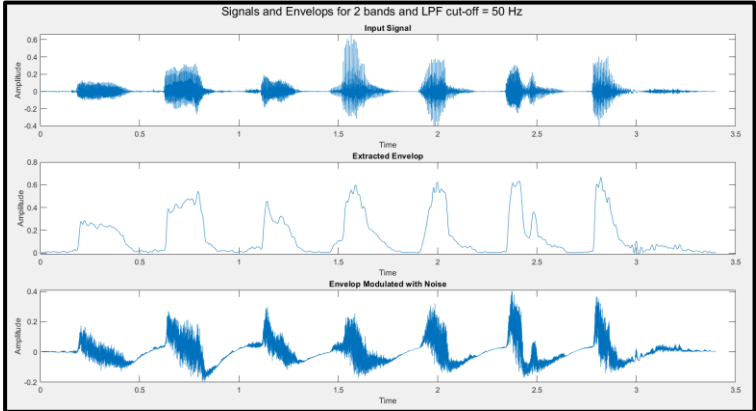 Signals and Envelops for 2 bands and LPF cut-off = 50 Hz
Input Signal
Amplitude
0.6
0.4
0.2
0
-0.2
-0.4
0 0.5 1 1.5 2 2.5 3 3.5
Time
Extracted Envelop
Amplitude
0.8
0.6
0.4
0.2
0
0 0.5 1 1.5 2 2.5 3 3.5
Time
Envelop Modulated with Noise
Amplitude
0.4
0.2
0
-0.2
0 0.5 1 1.5 2 2.5 3 3.5
Time